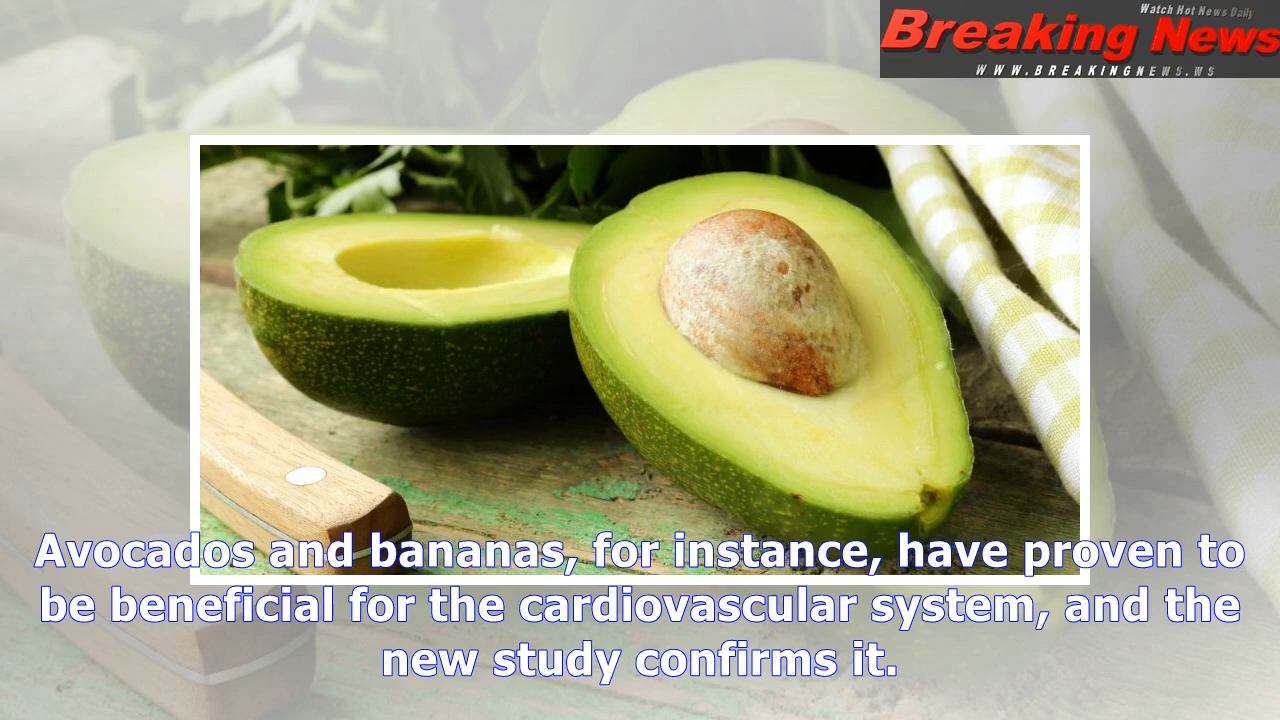 Watch Hot News Daily
Breaking News
WWW.BREAKINGNEWS.WS
Avocados and bananas, for instance, have proven to
be beneficial for the cardiovascular system, and the
new study confirms it.